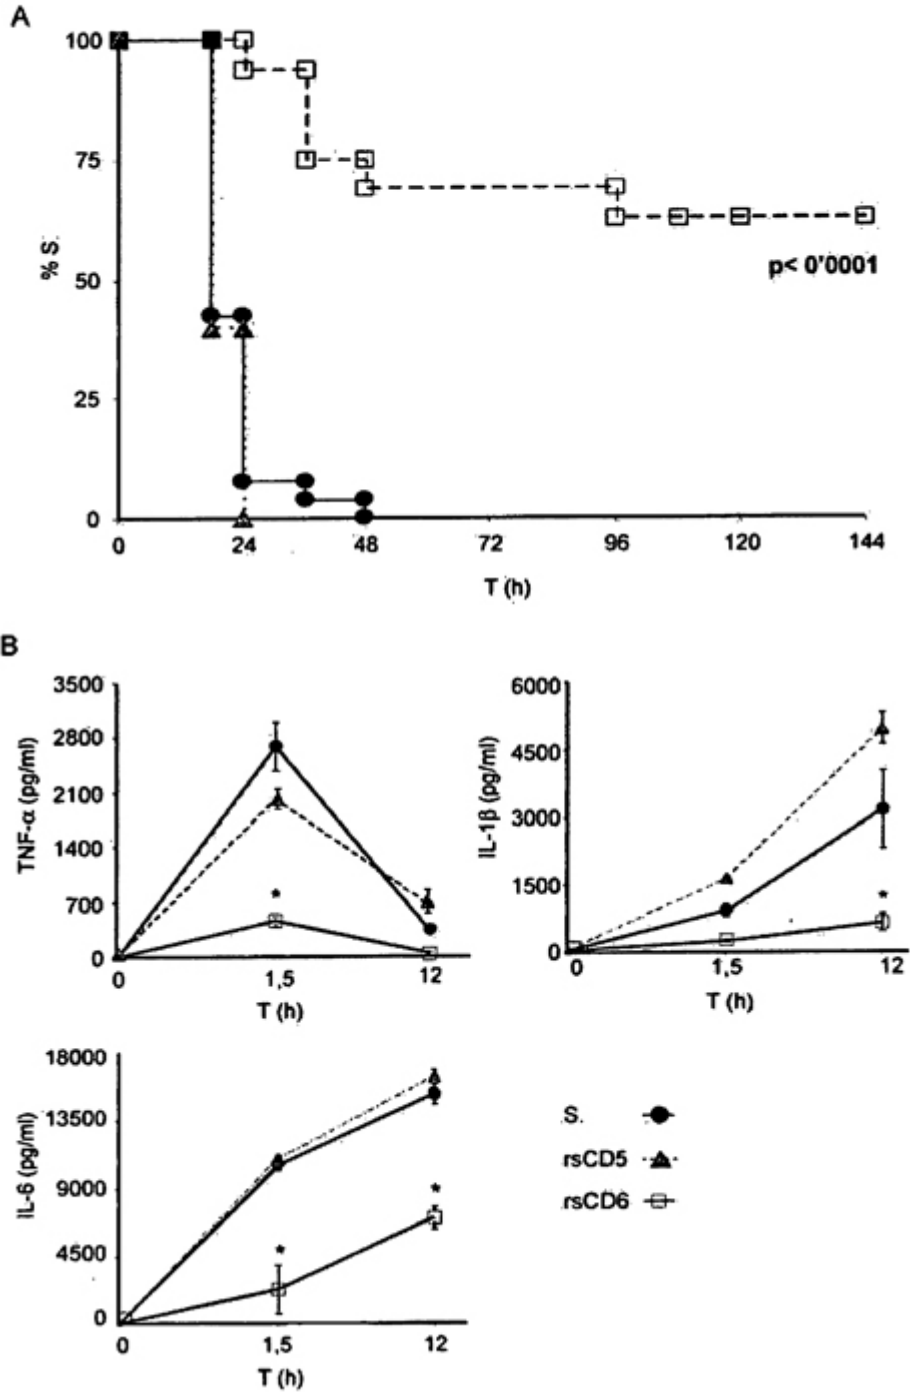 A
100
75
50
25
0
% S.
0 24 48 72 96 120 144
T (h)
p< 0'0001
B
3500
2800
2100
1400
700
0
TNF-α (pg/ml)
*
0 1,5 12
T (h)
6000
4500
3000
1500
0
IL-1β (pg/ml)
*
0 1,5 12
T (h)
18000
13500
9000
4500
0
IL-6 (pg/ml)
*
*
0 1,5 12
T (h)
S.
rsCD5
rsCD6